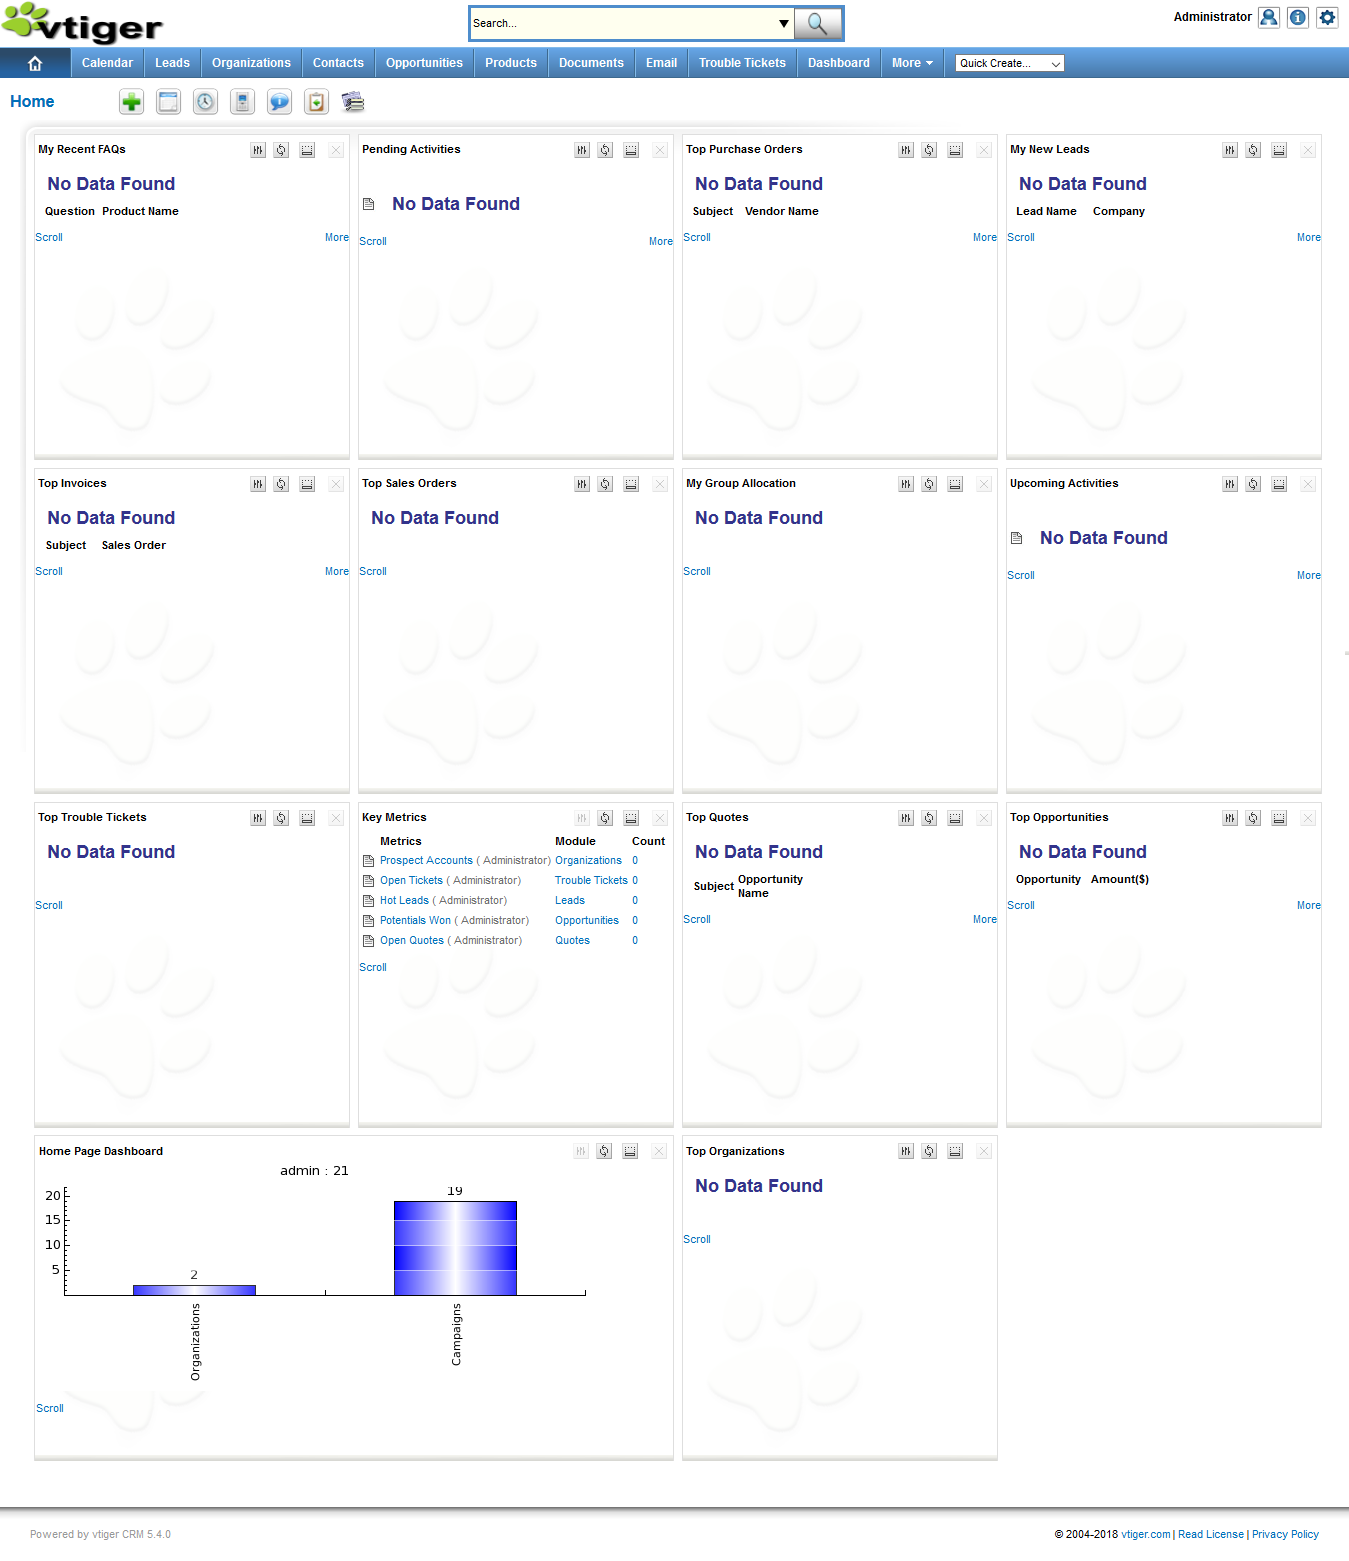 vtiger
Search...
Administrator
Calendar Leads Organizations Contacts Opportunities Products Documents Email Trouble Tickets Dashboard More Quick Create...
Home
My Recent FAQs
No Data Found
Question Product Name
Scroll More
Pending Activities
No Data Found
Scroll More
Top Purchase Orders
No Data Found
Subject Vendor Name
Scroll More
My New Leads
No Data Found
Lead Name Company
Scroll More
Top Invoices
No Data Found
Subject Sales Order
Scroll More
Top Sales Orders
No Data Found
Scroll
My Group Allocation
No Data Found
Scroll
Upcoming Activities
No Data Found
Scroll More
Top Trouble Tickets
No Data Found
Scroll
Key Metrics
Metrics Module Count
Prospect Accounts ( Administrator) Organizations 0
Open Tickets ( Administrator) Trouble Tickets 0
Hot Leads ( Administrator) Leads 0
Potentials Won ( Administrator) Opportunities 0
Open Quotes ( Administrator) Quotes 0
Scroll
Top Quotes
No Data Found
Subject Opportunity Name
Scroll More
Top Opportunities
No Data Found
Opportunity Amount($)
Scroll More
Home Page Dashboard
admin : 21
20
15
10
5
2
19
Organizations
Campaigns
Scroll
Top Organizations
No Data Found
Scroll
Powered by vtiger CRM 5.4.0
© 2004-2018 vtiger.com | Read License | Privacy Policy